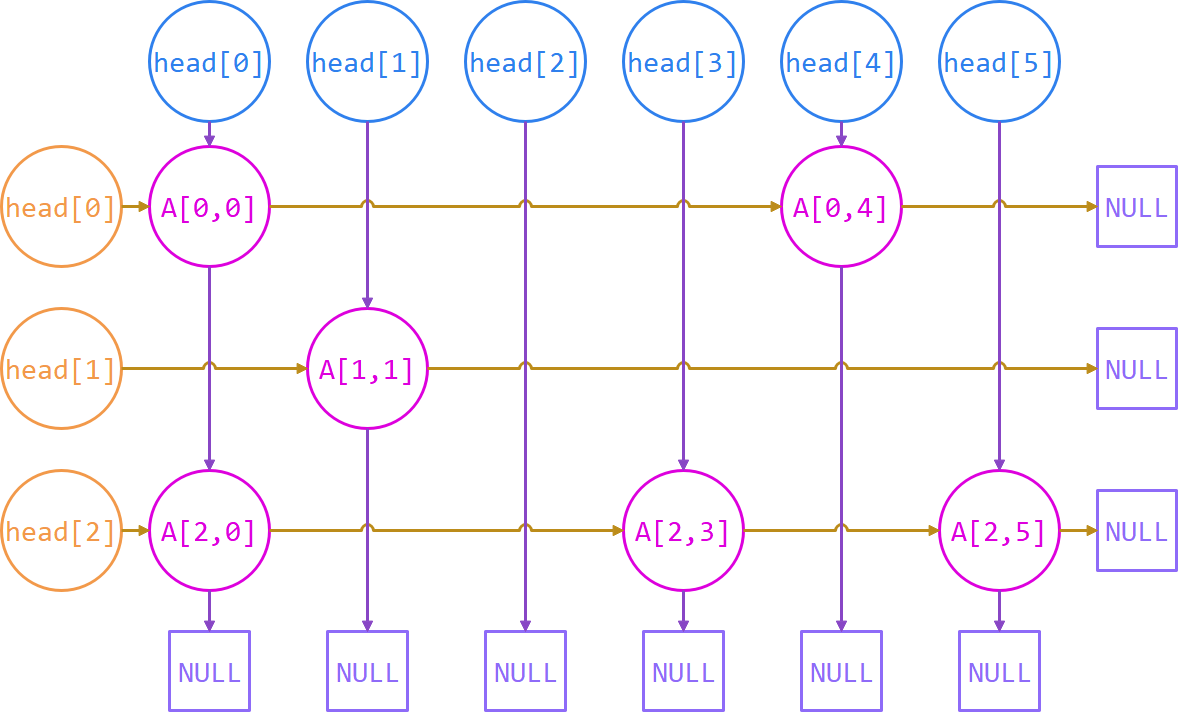 head[0] head[1] head[2] head[3] head[4] head[5]
head[0] A[0,0] A[0,4] NULL
head[1] A[1,1] NULL
head[2] A[2,0] A[2,3] A[2,5] NULL
NULL NULL NULL NULL NULL NULL